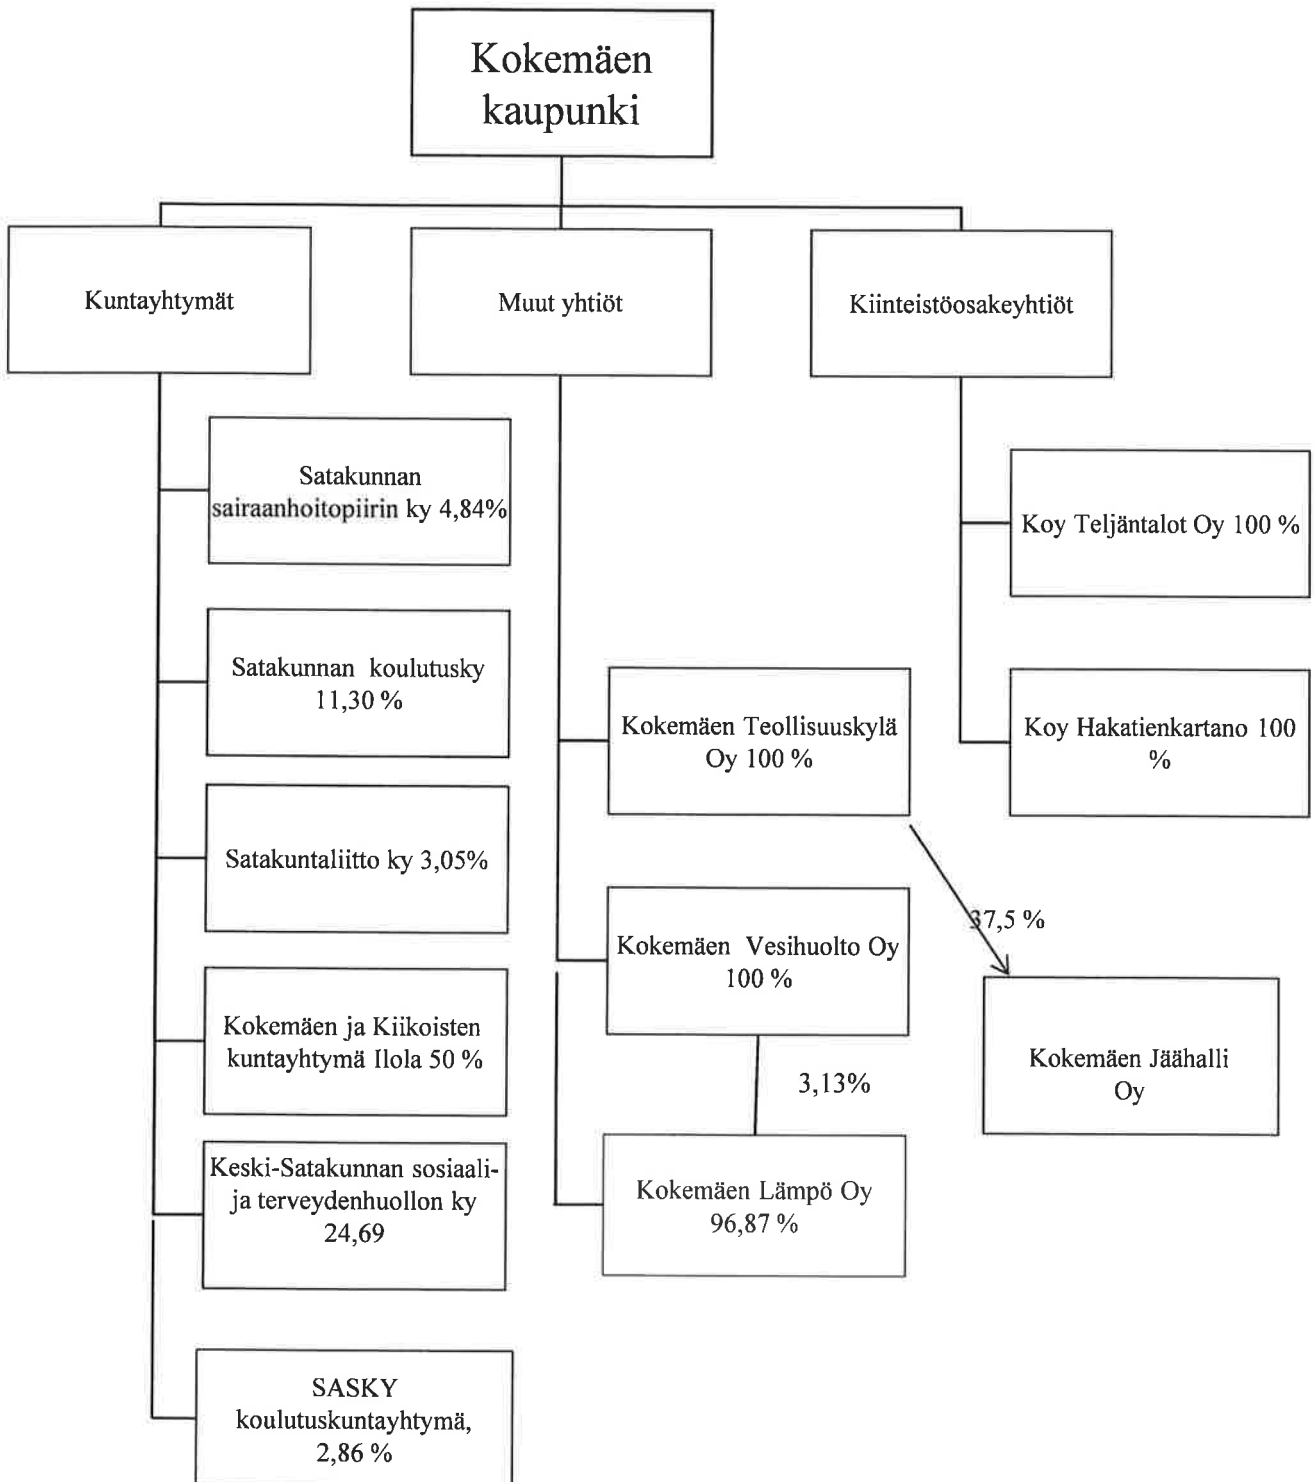 Kokemäen
kaupunki
Kuntayhtymät
Muut yhtiöt
Kiinteistöosakeyhtiöt
Satakunnan
sairaanhoitopiirin ky 4,84%
Satakunnan koulutusky
11,30 %
Satakuntaliitto ky 3,05%
Kokemäen ja Kiikoisten
kuntayhtymä Ilola 50 %
Keski-Satakunnan sosiaali-
ja terveydenhuollon ky
24,69
SASKY
koulutuskuntayhtymä,
2,86 %
Kokemäen Teollisuuskylä
Oy 100 %
Kokemäen Vesihuolto Oy
100 %
3,13%
Kokemäen Lämpö Oy
96,87 %
Koy Teljäntalot Oy 100 %
Koy Hakatienkartano 100
%
37,5 %
Kokemäen Jäähalli
Oy